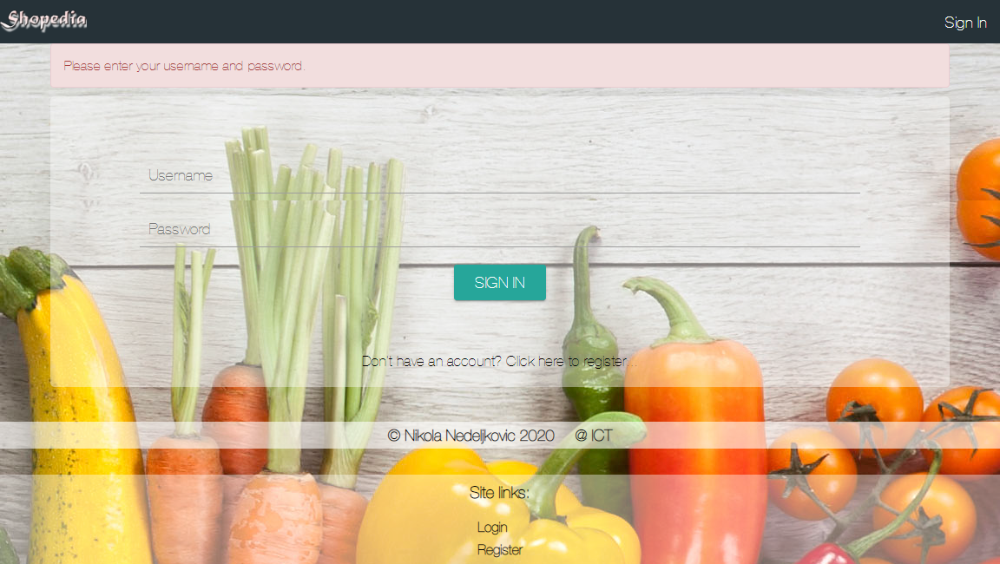 Shopedia
Sign In
Please enter your username and password.
Username
Password
SIGN IN
Don't have an account? Click here to register...
© Nikola Nedeljkovic 2020 @ ICT
Site links:
Login
Register